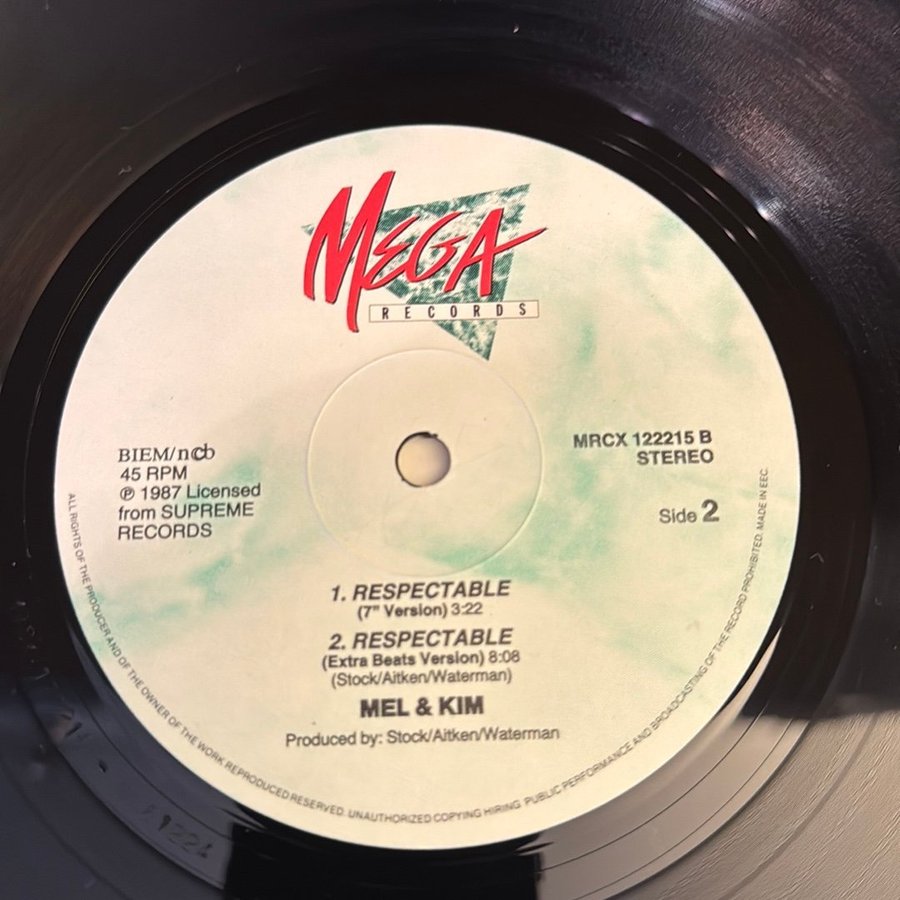 MEGA
RECORDS
BIEM/ncb
45 RPM
℗ 1987 Licensed
from SUPREME
RECORDS
MRCX 122215 B
STEREO
Side 2
1. RESPECTABLE
(7" Version) 3:22
2. RESPECTABLE
(Extra Beats Version) 8:08
(Stock/Aitken/Waterman)
MEL & KIM
Produced by: Stock/Aitken/Waterman
ALL RIGHTS OF THE PRODUCER AND OF THE OWNER OF THE WORK REPRODUCED RESERVED. UNAUTHORIZED COPYING HIRING PUBLIC PERFORMANCE AND BROADCASTING OF THE RECORD PROHIBITED. MADE IN EEC.